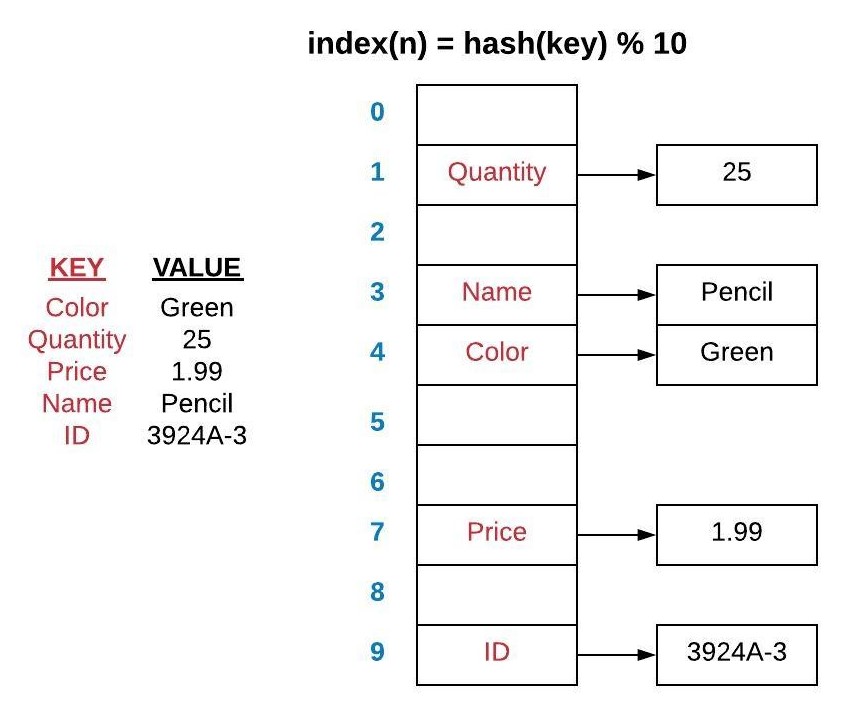 index(n) = hash(key) % 10
KEY VALUE
Color Green
Quantity 25
Price 1.99
Name Pencil
ID 3924A-3
0
1 Quantity 25
2
3 Name Pencil
4 Color Green
5
6
7 Price 1.99
8
9 ID 3924A-3